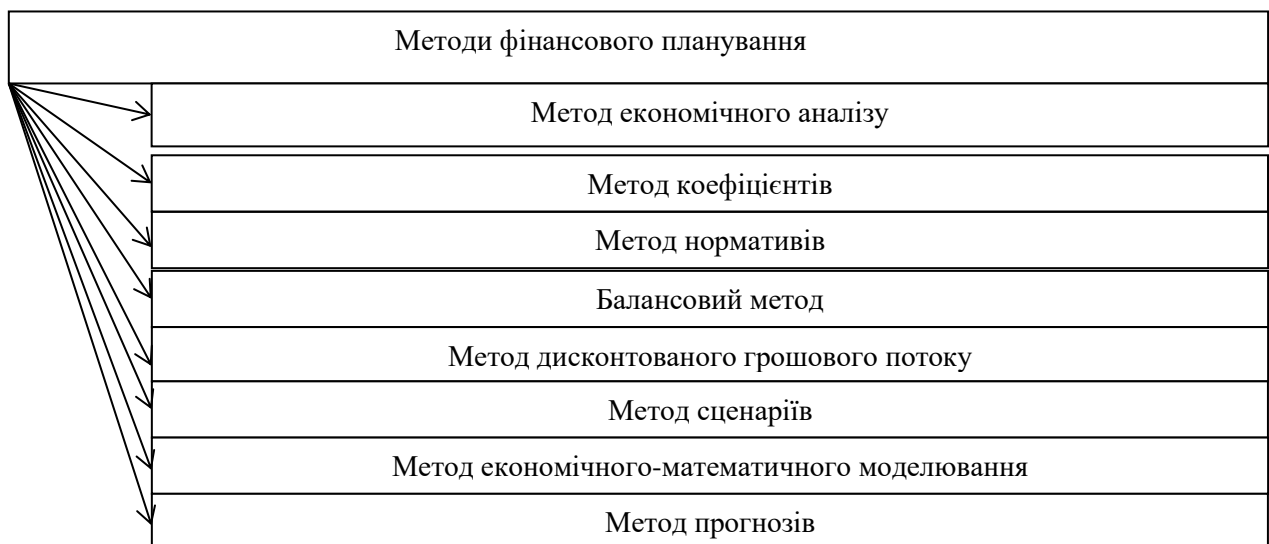 Методи фінансового планування
Метод економічного аналізу
Метод коефіцієнтів
Метод нормативів
Балансовий метод
Метод дисконтованого грошового потоку
Метод сценаріїв
Метод економічного-математичного моделювання
Метод прогнозів